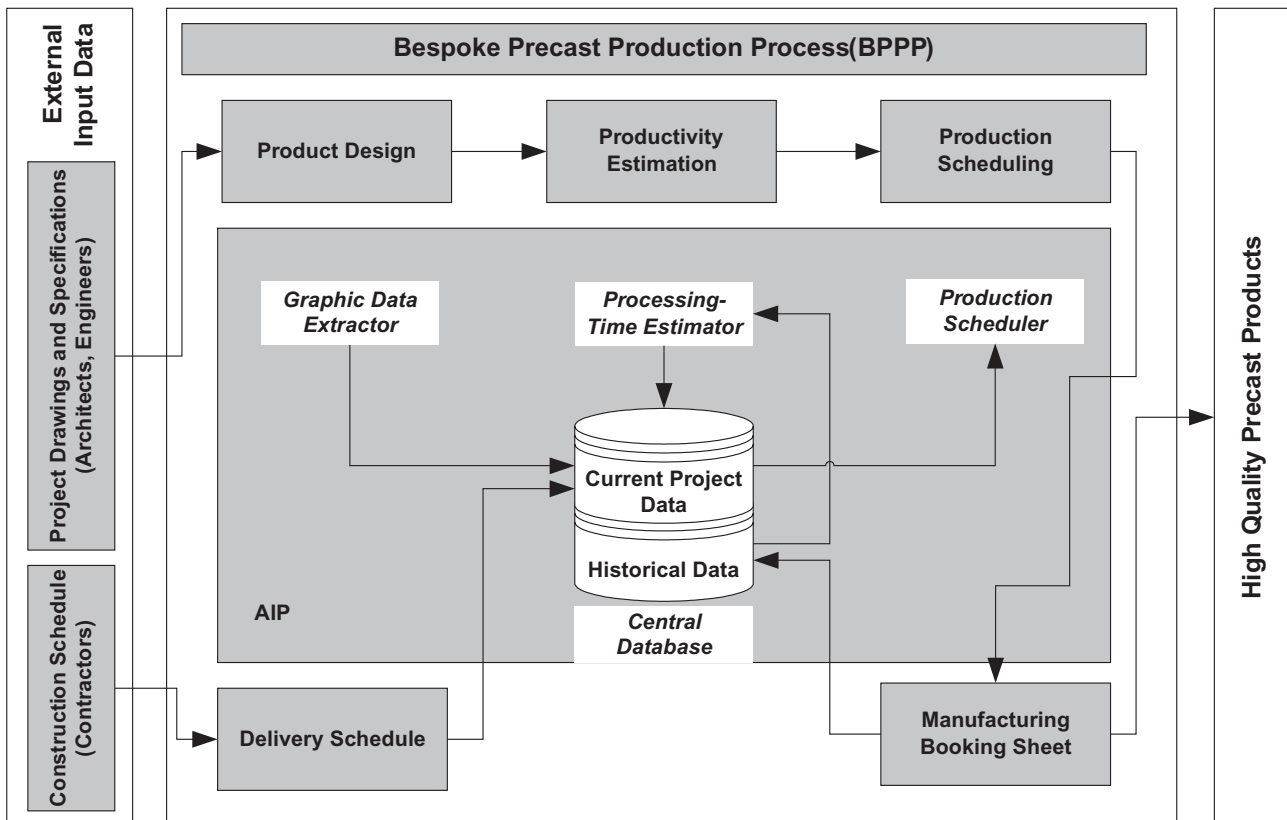 External
Input Data
Project Drawings and Specifications
(Architects, Engineers)
Construction Schedule
(Contractors)
Bespoke Precast Production Process(BPPP)
Product Design
Productivity
Estimation
Production
Scheduling
Graphic Data
Extractor
Processing-
Time Estimator
Production
Scheduler
Current Project
Data
Historical Data
AIP
Central
Database
Delivery Schedule
Manufacturing
Booking Sheet
High Quality Precast Products